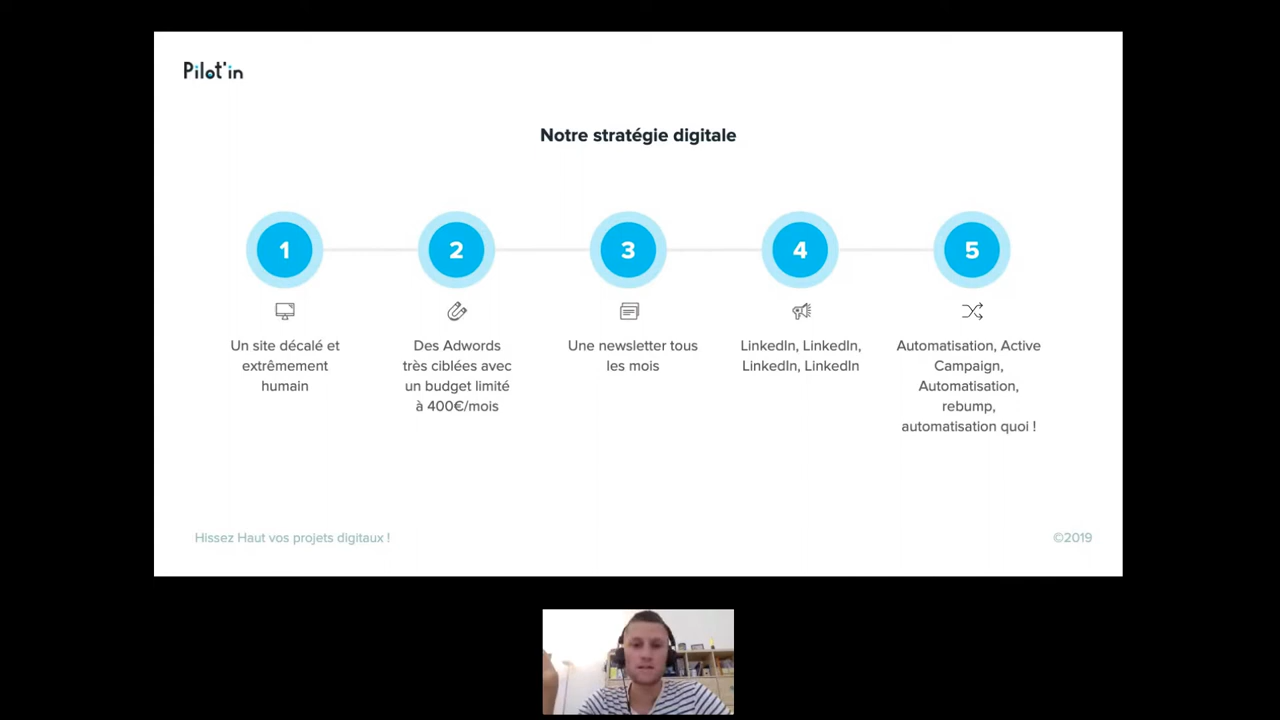 Pilot'in
Notre stratégie digitale
1
2
3
4
5
Un site décalé et
extrêmement
humain
Des Adwords
très ciblées avec
un budget limité
à 400€/mois
Une newsletter tous
les mois
LinkedIn, LinkedIn,
LinkedIn, LinkedIn
Automatisation, Active
Campaign,
Automatisation,
rebump,
automatisation quoi !
Hissez Haut vos projets digitaux !
©2019